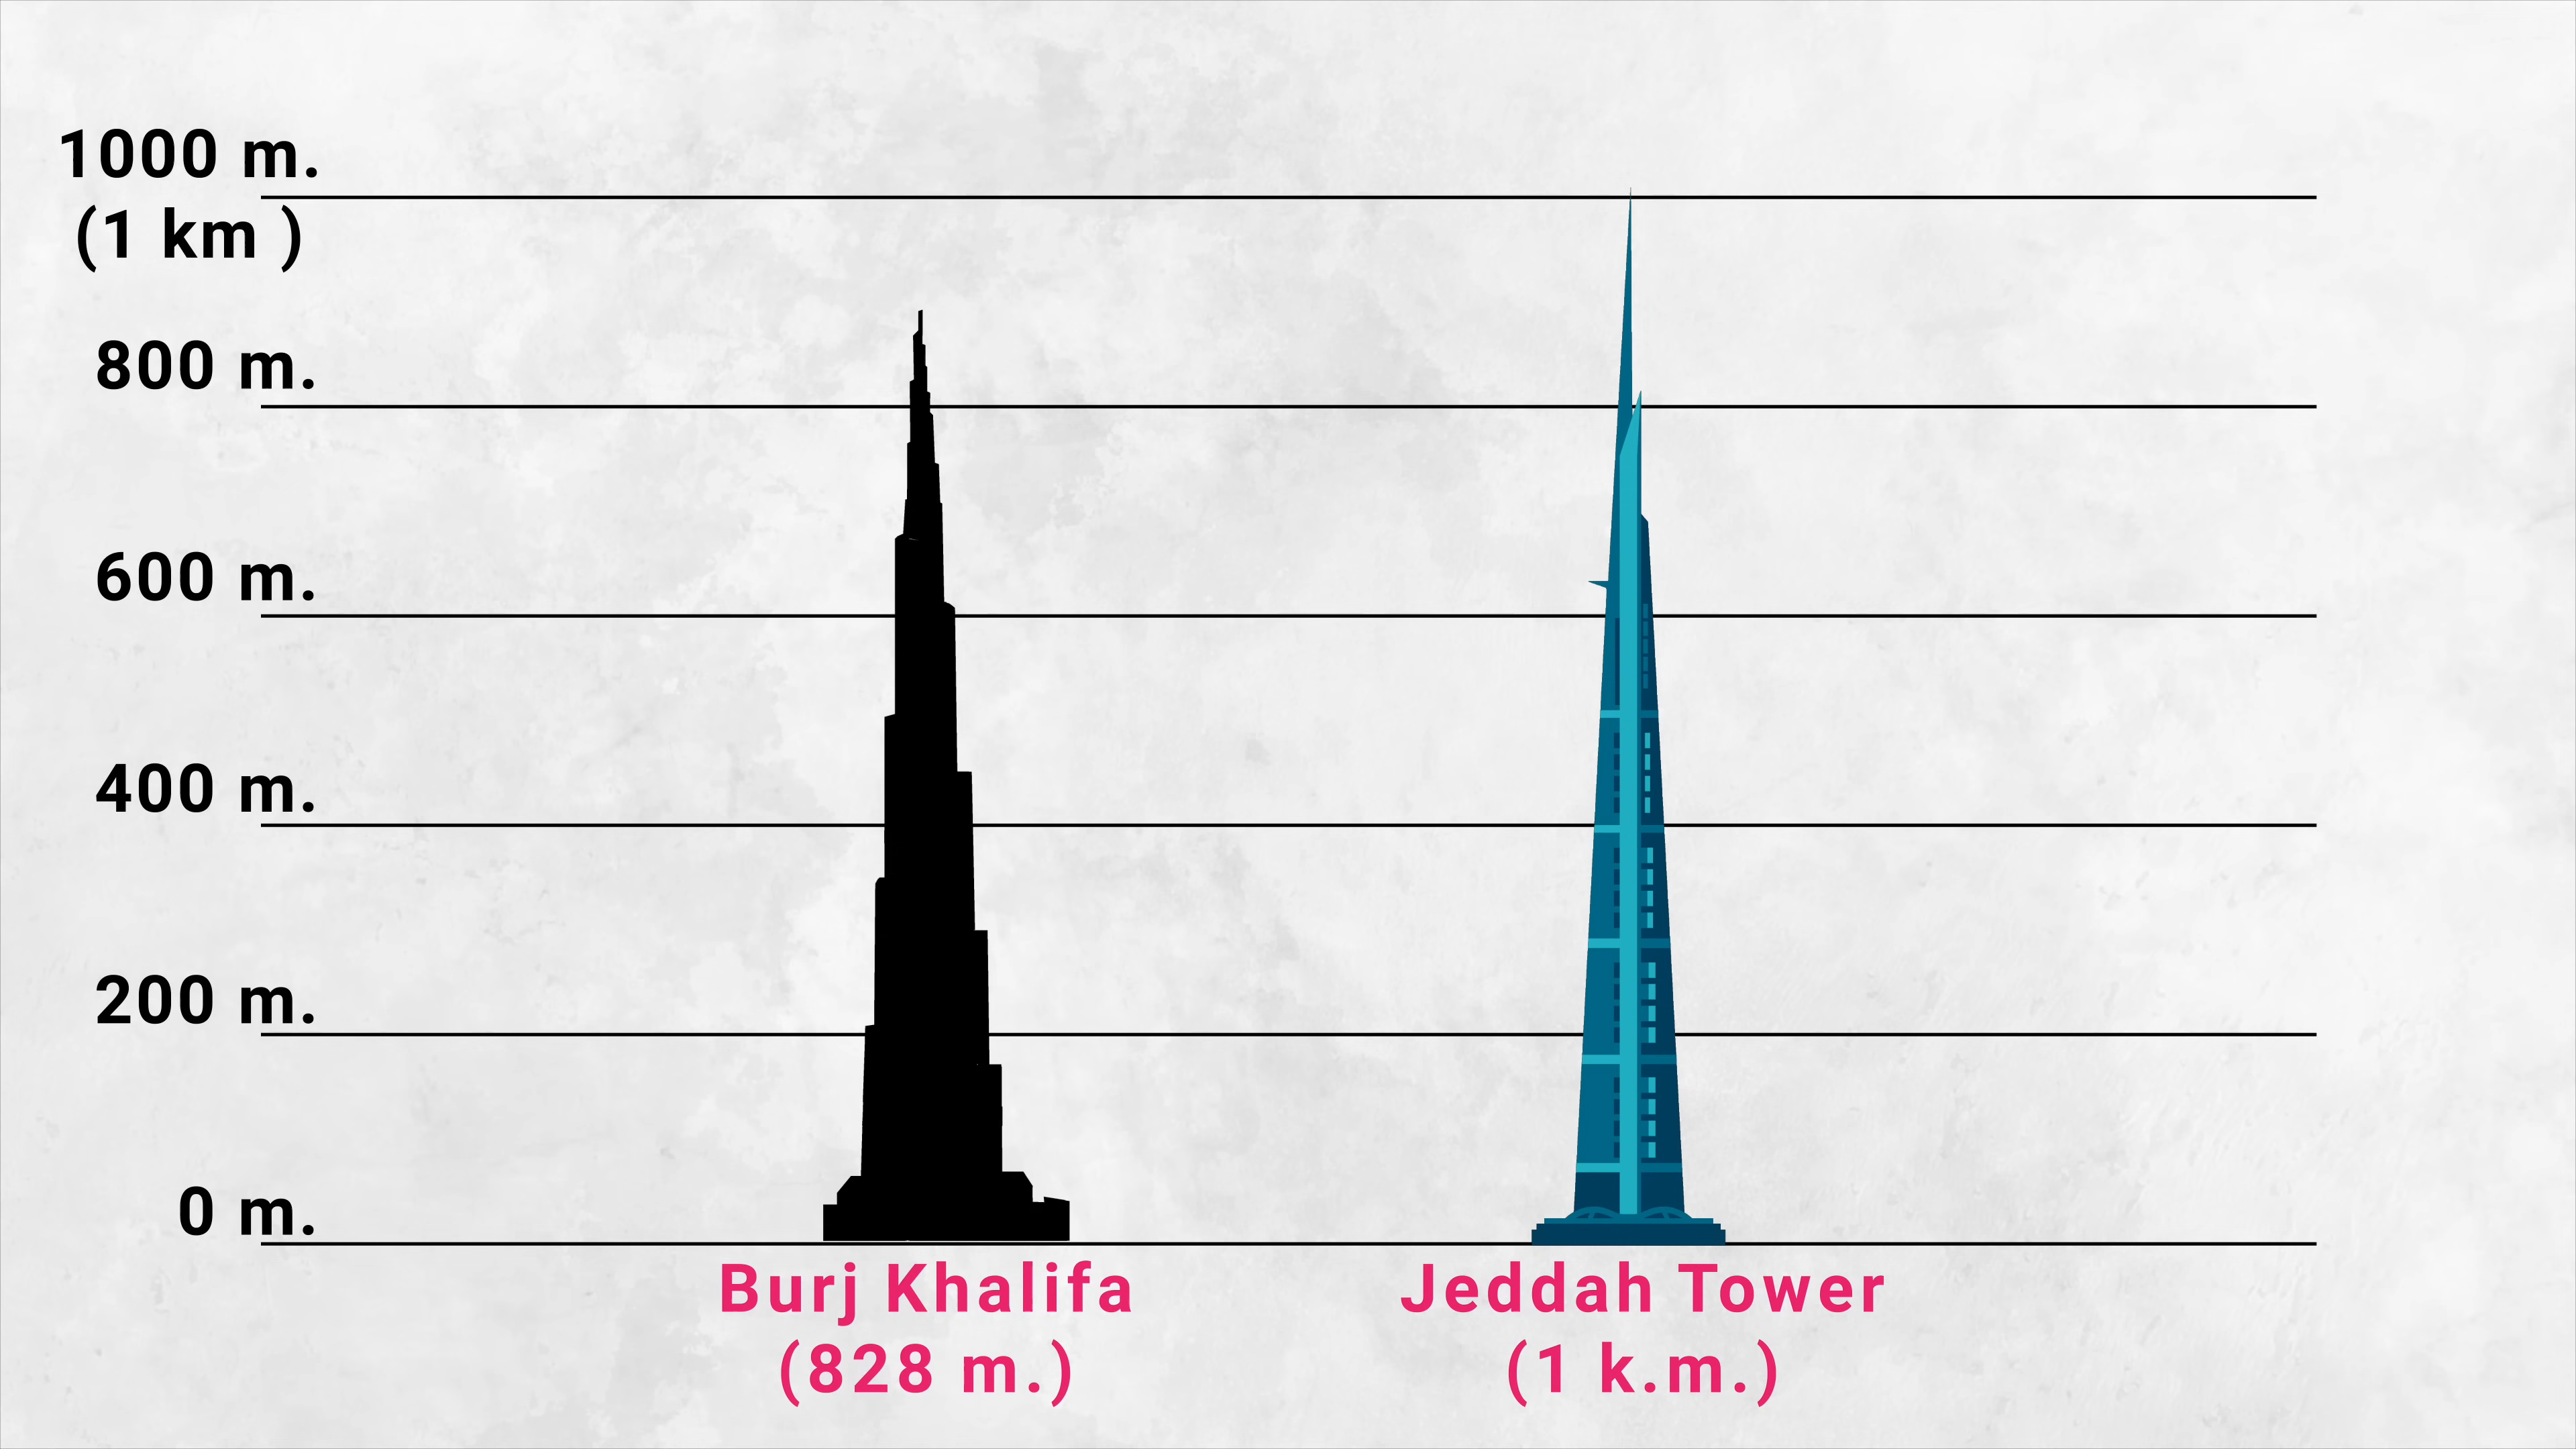 1000 m.
(1 km )
800 m.
600 m.
400 m.
200 m.
0 m.
Burj Khalifa
(828 m.)
Jeddah Tower
(1 k.m.)